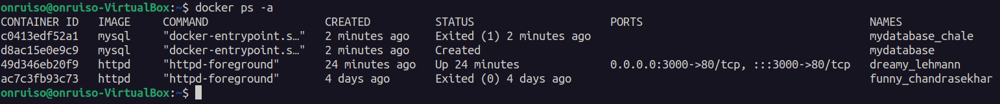 onruiso@onruiso-VirtualBox:~$ docker ps -a
CONTAINER ID   IMAGE     COMMAND                  CREATED          STATUS                     PORTS                                   NAMES
c0413edf52a1   mysql     "docker-entrypoint.s…"   2 minutes ago    Exited (1) 2 minutes ago                                           mydatabase_chale
d8ac15e0e9c9   mysql     "docker-entrypoint.s…"   2 minutes ago    Created                                                            mydatabase
49d346eb20f9   httpd     "httpd-foreground"       24 minutes ago   Up 24 minutes              0.0.0.0:3000->80/tcp, :::3000->80/tcp   dreamy_lehmann
ac7c3fb93c73   httpd     "httpd-foreground"       4 days ago       Exited (0) 4 days ago                                              funny_chandrasekhar
onruiso@onruiso-VirtualBox:~$